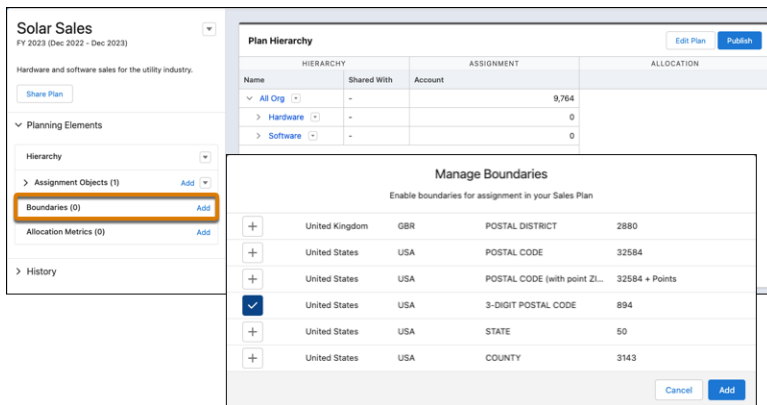 Solar Sales
FY 2023 (Dec 2022 - Dec 2023)
Hardware and software sales for the utility industry.
Share Plan
Planning Elements
Hierarchy
Assignment Objects (1) Add
Boundaries (0) Add
Allocation Metrics (0) Add
History
Plan Hierarchy Edit Plan Publish
HIERARCHY ASSIGNMENT ALLOCATION
Name Shared With Account
All Org - 9,764
Hardware - 0
Software - 0
Manage Boundaries
Enable boundaries for assignment in your Sales Plan
United Kingdom GBR POSTAL DISTRICT 2880
United States USA POSTAL CODE 32584
United States USA POSTAL CODE (with point ZI... 32584 + Points
United States USA 3-DIGIT POSTAL CODE 894
United States USA STATE 50
United States USA COUNTY 3143
Cancel Add